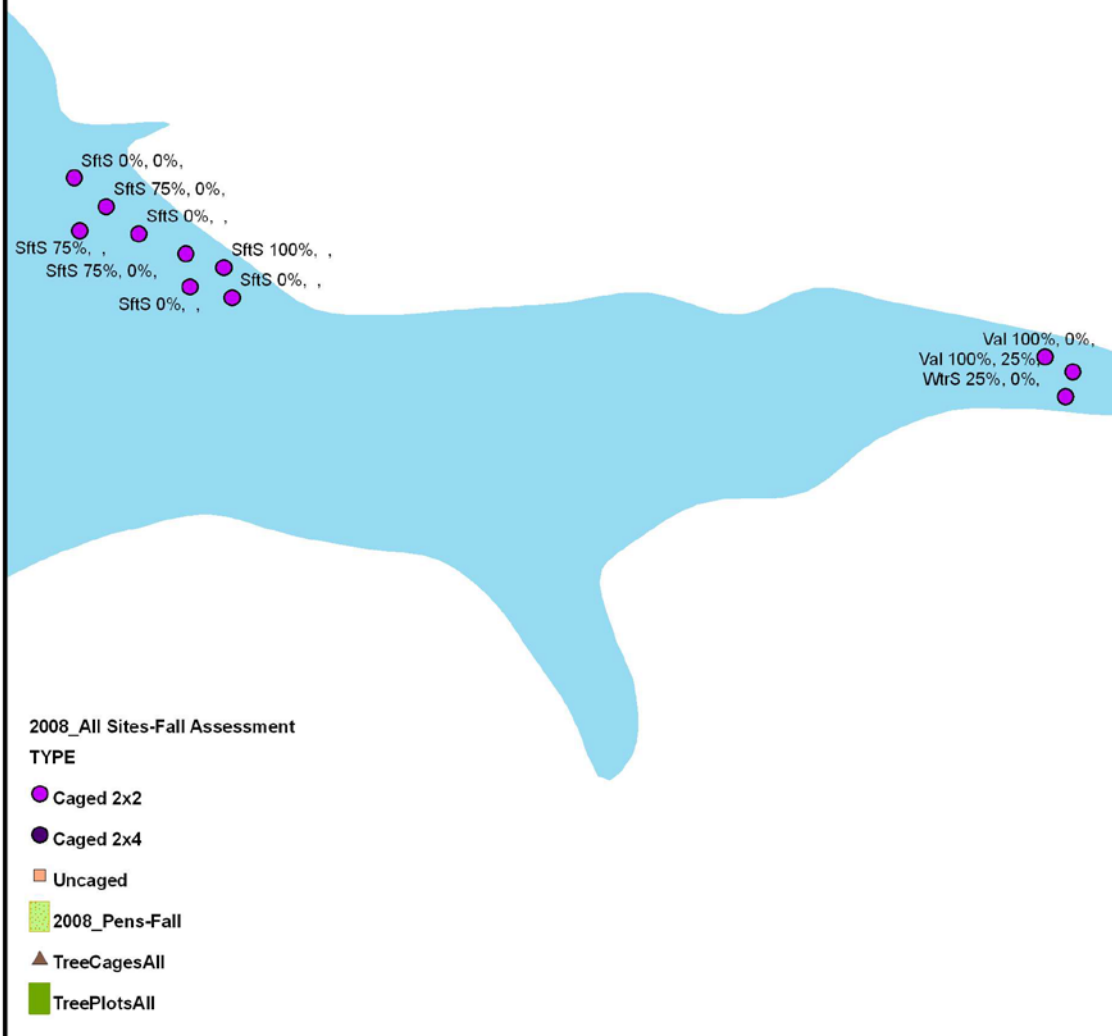 SftS 0%, 0%,
SftS 75%, 0%,
SftS 0%, ,
SftS 75%, ,
SftS 100%, ,
SftS 75%, 0%,
SftS 0%, ,
SftS 0%, ,
Val 100%, 0%,
Val 100%, 25%,
WtrS 25%, 0%,
2008_All Sites-Fall Assessment
TYPE
Caged 2x2
Caged 2x4
Uncaged
2008_Pens-Fall
TreeCagesAll
TreePlotsAll